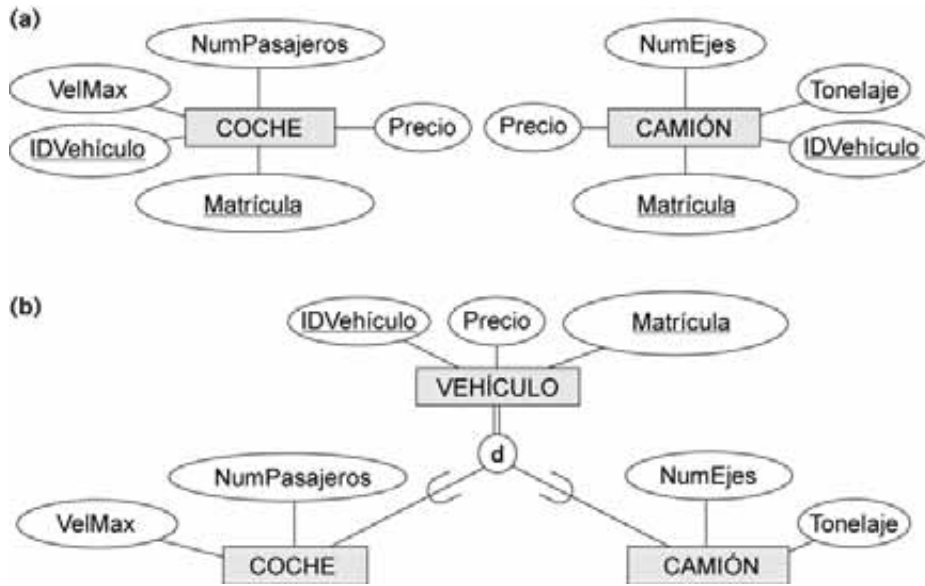 (a)
NumPasajeros
NumEjes
VelMax
Tonelaje
COCHE
Precio
Precio
CAMIÓN
IDVehículo
IDVehiculo
Matrícula
Matrícula
(b)
IDVehículo
Precio
Matrícula
VEHÍCULO
d
NumPasajeros
NumEjes
VelMax
Tonelaje
COCHE
CAMIÓN